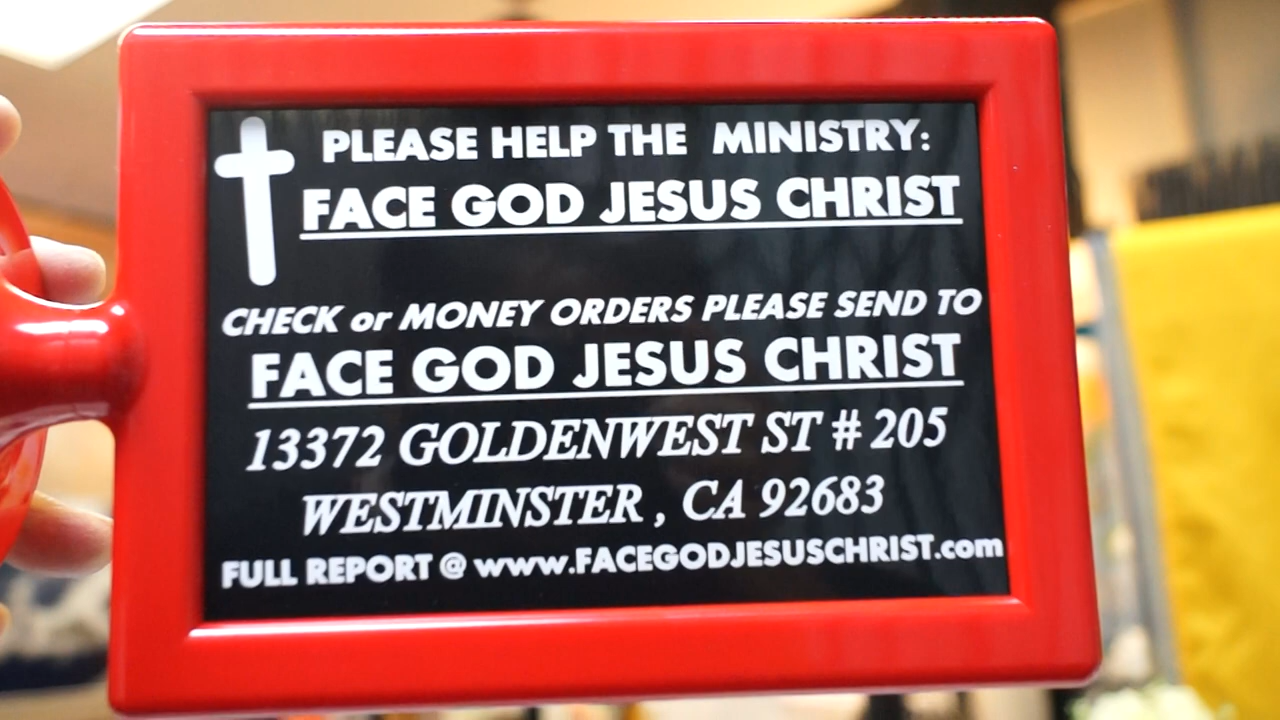 PLEASE HELP THE MINISTRY:
FACE GOD JESUS CHRIST
CHECK or MONEY ORDERS PLEASE SEND TO
FACE GOD JESUS CHRIST
13372 GOLDENWEST ST # 205
WESTMINSTER , CA 92683
FULL REPORT @ www.FACEGODJESUSCHRIST.com